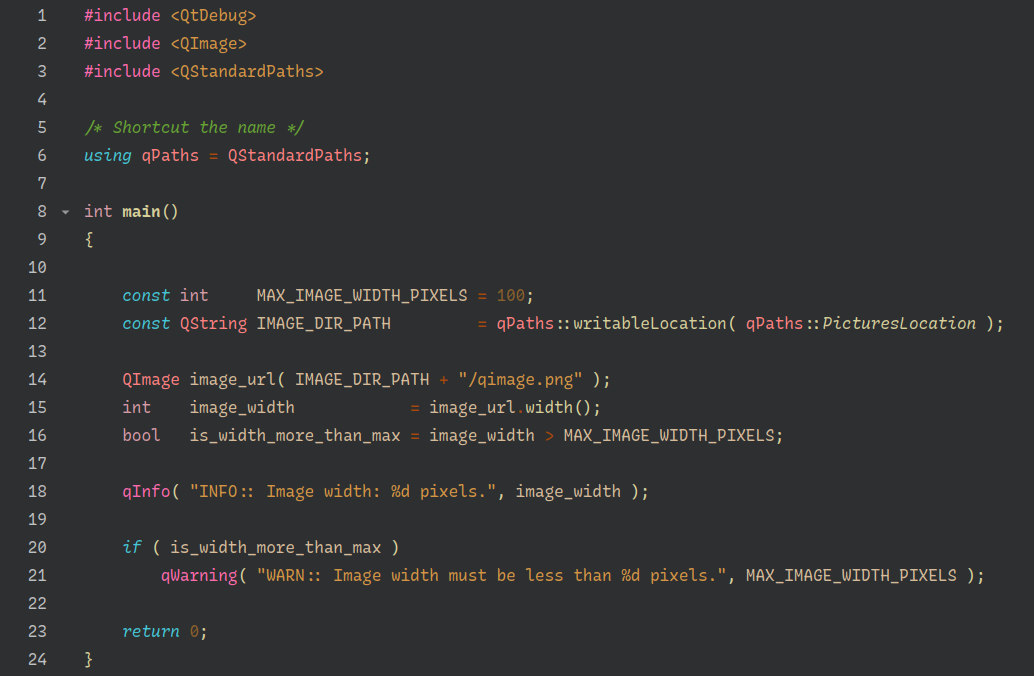 1 #include <QtDebug>
2 #include <QImage>
3 #include <QStandardPaths>
4
5 /* Shortcut the name */
6 using qPaths = QStandardPaths;
7
8 int main()
9 {
10
11     const int     MAX_IMAGE_WIDTH_PIXELS = 100;
12     const QString IMAGE_DIR_PATH         = qPaths::writableLocation( qPaths::PicturesLocation );
13
14     QImage image_url( IMAGE_DIR_PATH + "/qimage.png" );
15     int    image_width            = image_url.width();
16     bool   is_width_more_than_max = image_width > MAX_IMAGE_WIDTH_PIXELS;
17
18     qInfo( "INFO:: Image width: %d pixels.", image_width );
19
20     if ( is_width_more_than_max )
21         qWarning( "WARN:: Image width must be less than %d pixels.", MAX_IMAGE_WIDTH_PIXELS );
22
23     return 0;
24 }